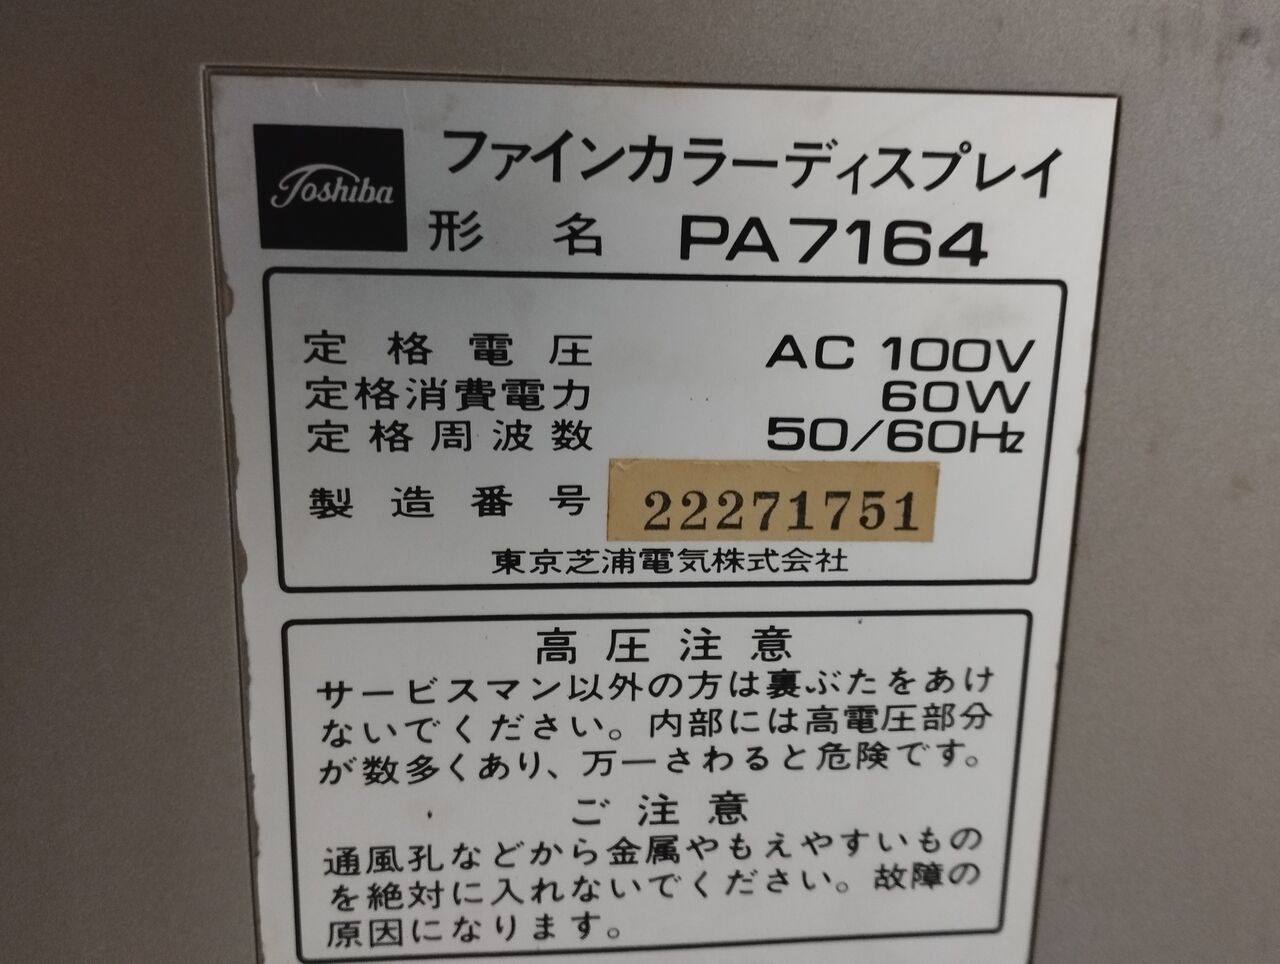 Toshiba
ファインカラーディスプレイ
形名 PA7164
定格電圧 AC 100V
定格消費電力 60W
定格周波数 50/60Hz
製造番号 22271751
東京芝浦電気株式会社
高圧注意
サービスマン以外の方は裏ぶたをあけ
ないでください。内部には高電圧部分
が数多くあり、万一さわると危険です。
ご注意
通風孔などから金属やもえやすいもの
を絶対に入れないでください。故障の
原因になります。